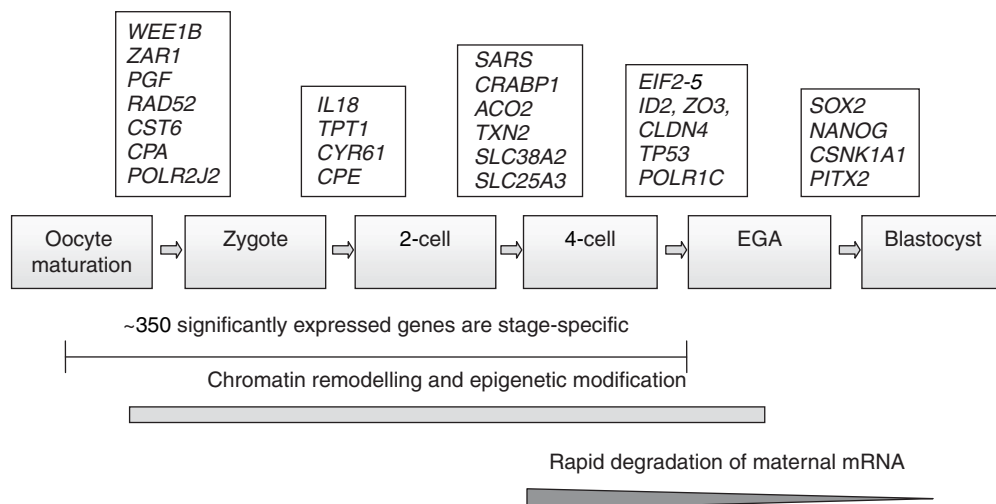 WEE1B
ZAR1
PGF
RAD52
CST6
CPA
POLR2J2
IL18
TPT1
CYR61
CPE
SARS
CRABP1
ACO2
TXN2
SLC38A2
SLC25A3
EIF2-5
ID2, ZO3,
CLDN4
TP53
POLR1C
SOX2
NANOG
CSNK1A1
PITX2
Oocyte
maturation
Zygote
2-cell
4-cell
EGA
Blastocyst
~350 significantly expressed genes are stage-specific
Chromatin remodelling and epigenetic modification
Rapid degradation of maternal mRNA